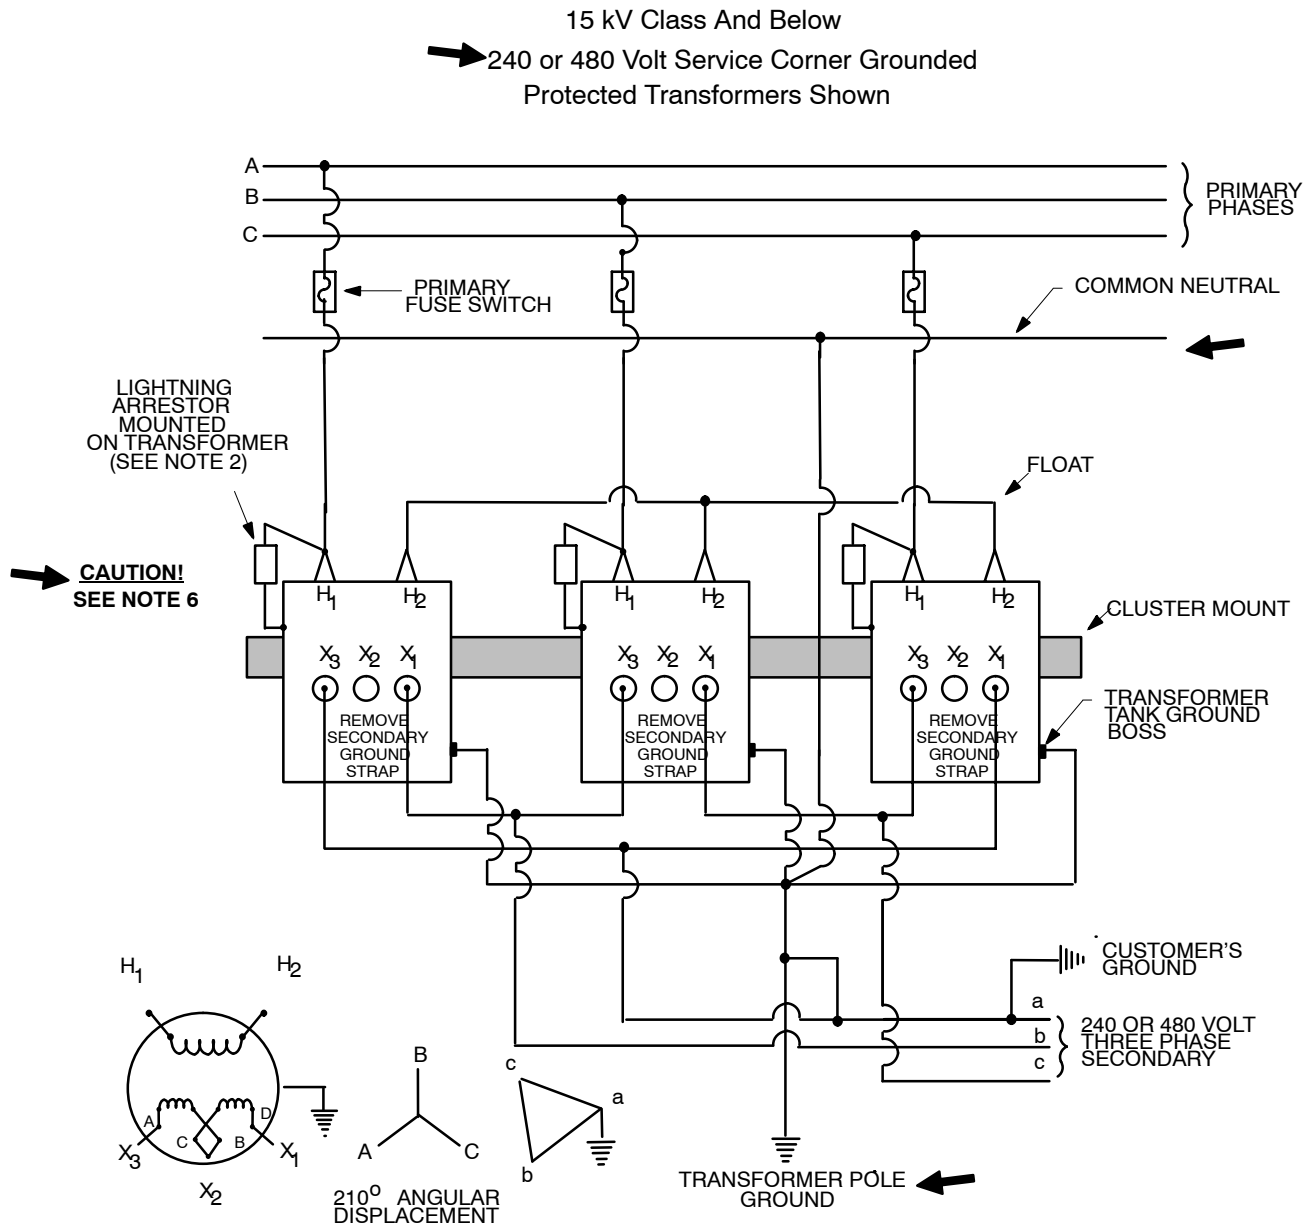 15 kV Class And Below
240 or 480 Volt Service Corner Grounded
Protected Transformers Shown
A
B
C
PRIMARY
PHASES
PRIMARY
FUSE SWITCH
COMMON NEUTRAL
LIGHTNING
ARRESTOR
MOUNTED
ON TRANSFORMER
(SEE NOTE 2)
FLOAT
CAUTION!
SEE NOTE 6
H1 H2 H1 H2 H1 H2
CLUSTER MOUNT
X3 X2 X1 X3 X2 X1 X3 X2 X1
TRANSFORMER
TANK GROUND
BOSS
REMOVE
SECONDARY
GROUND
STRAP
REMOVE
SECONDARY
GROUND
STRAP
REMOVE
SECONDARY
GROUND
STRAP
CUSTOMER'S
GROUND
a
b
c
240 OR 480 VOLT
THREE PHASE
SECONDARY
H1 H2
A C B D
X3 X1
X2
B
A C
210° ANGULAR
DISPLACEMENT
c
a
b
TRANSFORMER POLE
GROUND